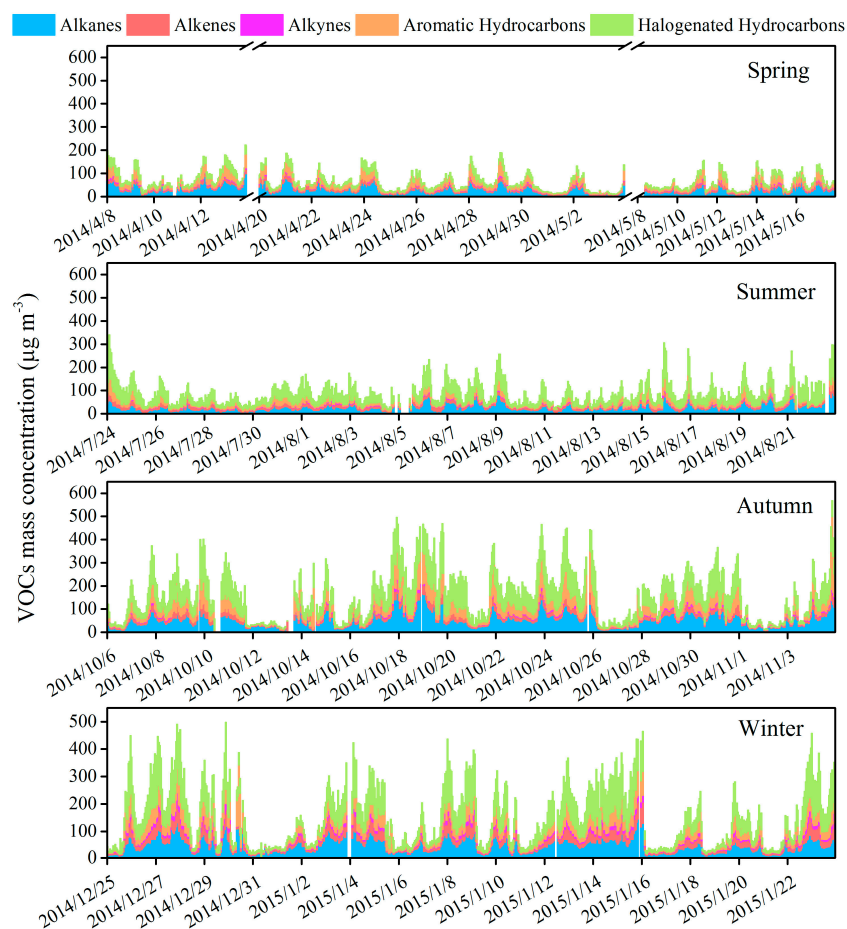 Alkanes Alkenes Alkynes Aromatic Hydrocarbons Halogenated Hydrocarbons
VOCs mass concentration (μg m⁻³)
Spring
600
500
400
300
200
100
0
2014/4/8 2014/4/10 2014/4/12 2014/4/20 2014/4/22 2014/4/24 2014/4/26 2014/4/28 2014/4/30 2014/5/2 2014/5/8 2014/5/10 2014/5/12 2014/5/14 2014/5/16
Summer
600
500
400
300
200
100
0
2014/7/24 2014/7/26 2014/7/28 2014/7/30 2014/8/1 2014/8/3 2014/8/5 2014/8/7 2014/8/9 2014/8/11 2014/8/13 2014/8/15 2014/8/17 2014/8/19 2014/8/21
Autumn
600
500
400
300
200
100
0
2014/10/6 2014/10/8 2014/10/10 2014/10/12 2014/10/14 2014/10/16 2014/10/18 2014/10/20 2014/10/22 2014/10/24 2014/10/26 2014/10/28 2014/10/30 2014/11/1 2014/11/3
Winter
500
400
300
200
100
0
2014/12/25 2014/12/27 2014/12/29 2014/12/31 2015/1/2 2015/1/4 2015/1/6 2015/1/8 2015/1/10 2015/1/12 2015/1/14 2015/1/16 2015/1/18 2015/1/20 2015/1/22